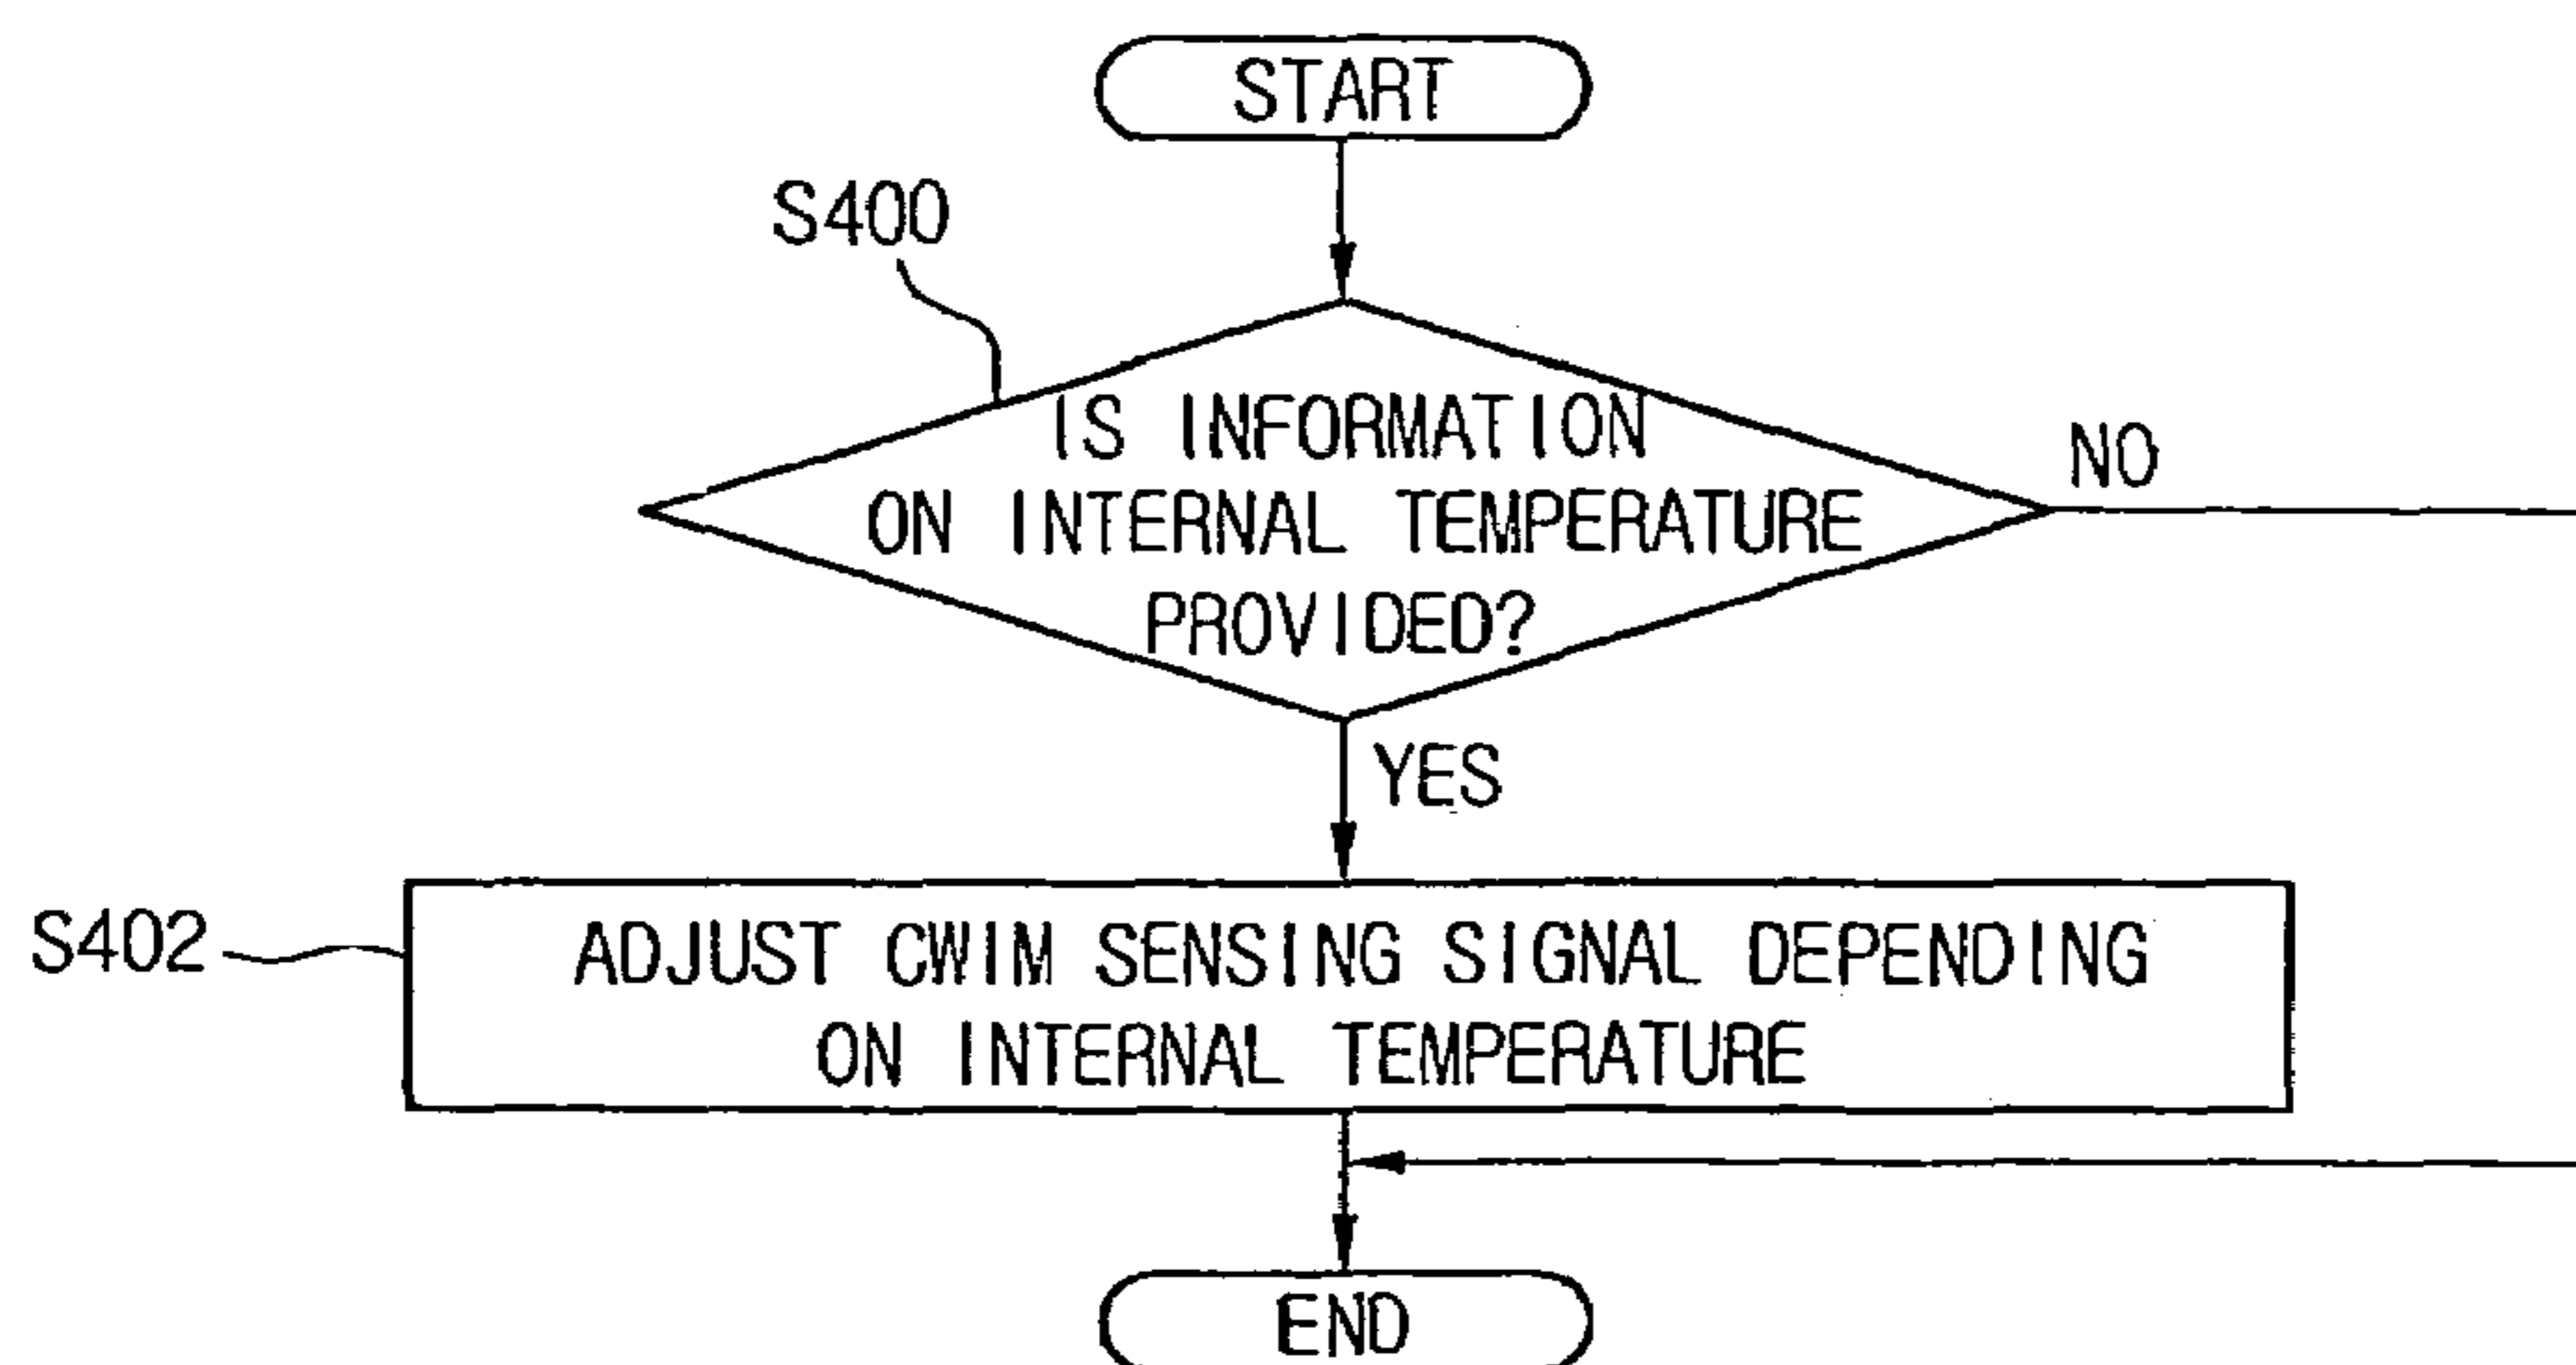 START
S400
IS INFORMATION
ON INTERNAL TEMPERATURE
PROVIDED?
NO
YES
S402
ADJUST CWIM SENSING SIGNAL DEPENDING
ON INTERNAL TEMPERATURE
END